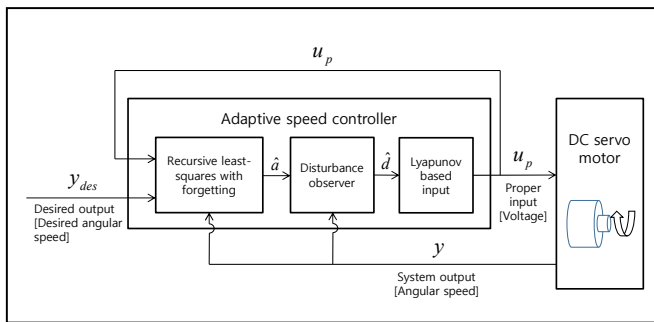 u_p
Adaptive speed controller
DC servo
motor
y_des
Desired output
[Desired angular
speed]
Recursive least-
squares with
forgetting
â
Disturbance
observer
d̂
Lyapunov
based
input
u_p
Proper
input
[Voltage]
y
System output
[Angular speed]